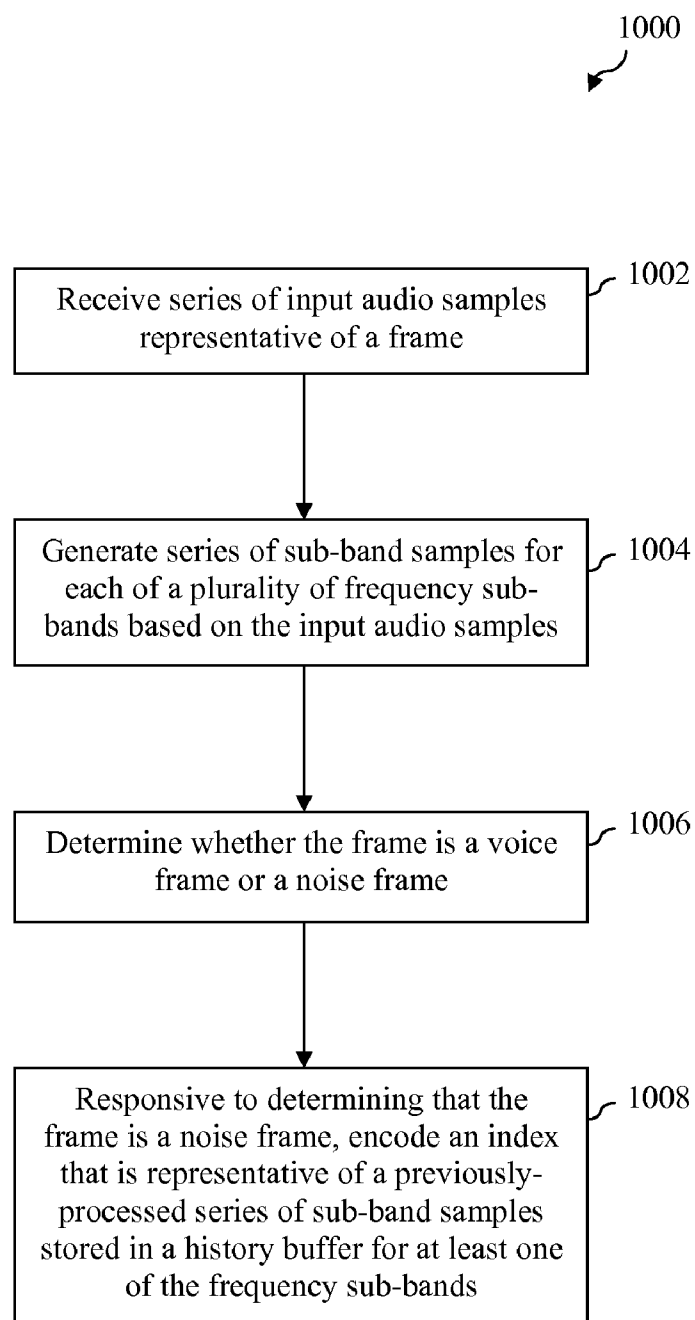 1000
1002
Receive series of input audio samples
representative of a frame
1004
Generate series of sub-band samples for
each of a plurality of frequency sub-
bands based on the input audio samples
1006
Determine whether the frame is a voice
frame or a noise frame
1008
Responsive to determining that the
frame is a noise frame, encode an index
that is representative of a previously-
processed series of sub-band samples
stored in a history buffer for at least one
of the frequency sub-bands